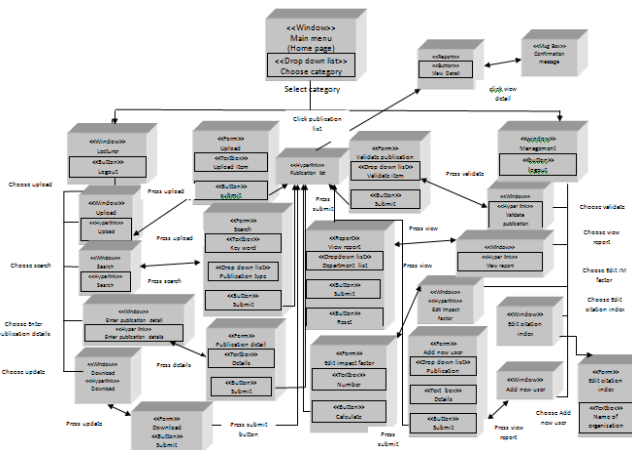 <<Window>>
Main menu
(Home page)
<<Drop down list>>
Choose category
Select category
<<Report>>
<<Button>>
View Detail
<<Msg Box>>
Confirmation
message
click view
detail
Click publication
list
<<Window>>
Lecturer
<<Button>>
Logout
<<Form>>
Upload
<<Textbox>>
Upload item
<<Button>>
submit
<<Hyperlink>>
Publication list
<<Form>>
Validate publication
<<Drop down list>>
Validate item
<<Button>>
Submit
<<window>>
Management
<<button>>
logout
Choose upload
Press upload
Press validate
<<Window>>
Upload
<<Hyperlink>>
Upload
<<Window>>
<<Hyper link>>
Validate
publication
Choose validate
Press upload
Press
submit
<<Form>>
Search
<<Textbox>>
Key word
<<Drop down list>>
Publication type
<<Button>>
Submit
<<Report>>
View report
<<Dropdown list>>
Department list
<<Button>>
Submit
<<Button>>
Reset
Choose view
report
<<Window>>
<<Hyper link>>
View report
Choose search
<<Window>>
Search
<<Hyperlink>>
Search
Press search
Press view
Press view
Choose Edit IM
factor
<<Window>>
<<Hyperlink>>
Edit Impact
factor
Choose Edit
citation index
<<Window>>
Edit citation
index
<<Window>>
Enter publication detail
<<Hyper link>>
Enter publication details
Choose Enter
publication details
Press details
<<Form>>
Publication detail
<<Textbox>>
Details
<<Button>>
Submit
<<Form>>
Edit impact factor
<<Textbox>>
Number
<<Button>>
Calculate
<<Form>>
Add new user
<<Drop down list>>
Publication
<<Text box>>
Details
<<Button>>
Submit
<<Window>>
Add new user
<<Form>>
Edit citation
index
<<Textbox>>
Name of
organisation
Choose update
<<Window>>
Download
<<Hyperlink>>
Download
Press update
<<Form>>
Download
<<Button>>
Submit
Press submit
button
Press
submit
Press view
report
Choose Add
new user